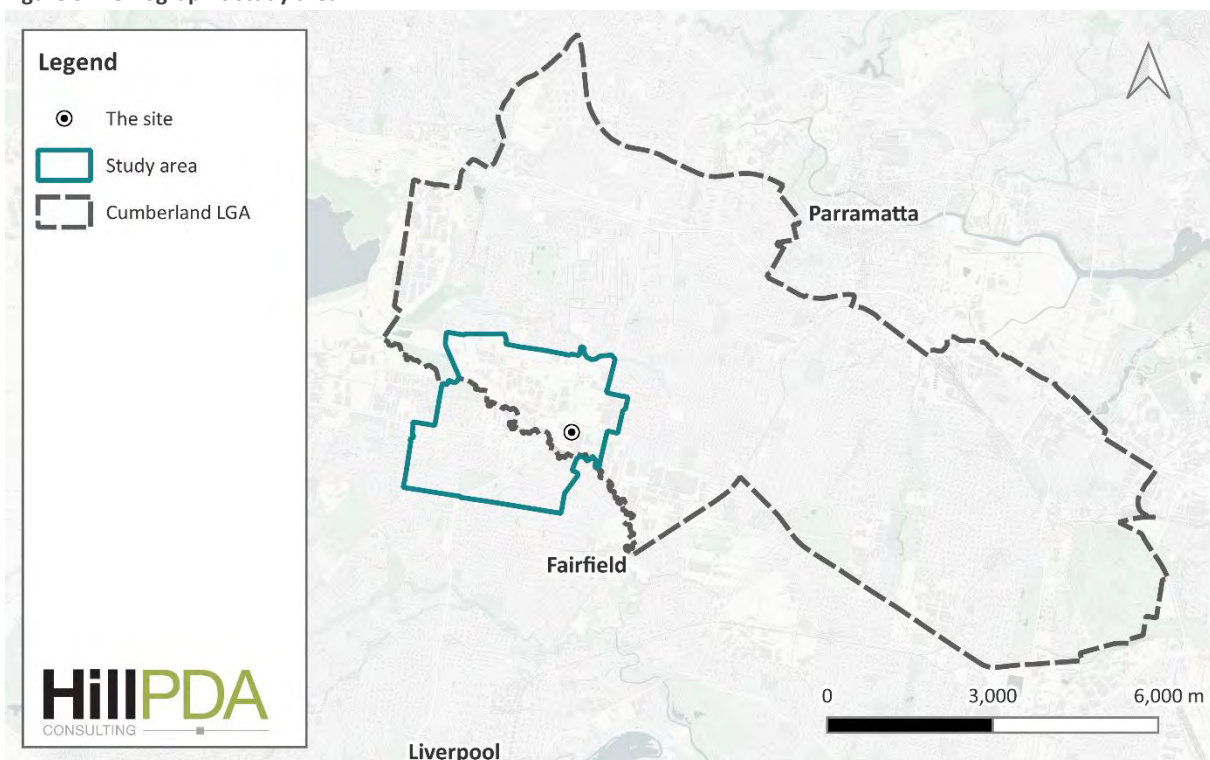 Legend
The site
Study area
Cumberland LGA
Parramatta
Fairfield
Liverpool
0 3,000 6,000 m
HillPDA
CONSULTING